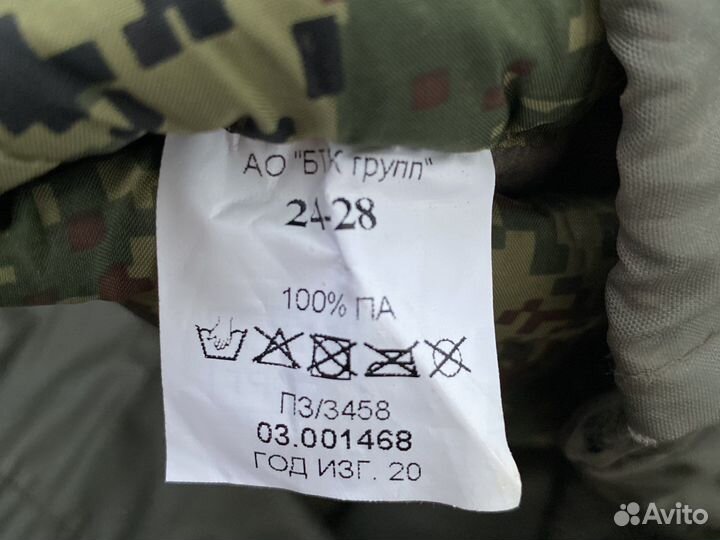 АО "БТК групп"
24-28
100% ПА
ПЗ/3458
03.001468
ГОД ИЗГ. 20
Avito